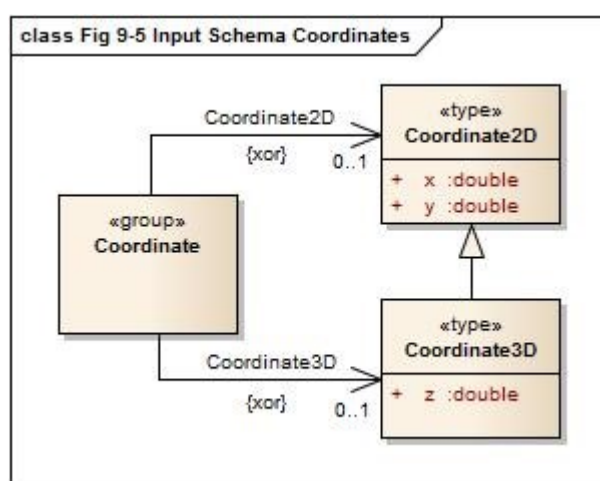 class Fig 9-5 Input Schema Coordinates
Coordinate2D
{xor}
0..1
«type»
Coordinate2D
+ x :double
+ y :double
«group»
Coordinate
Coordinate3D
{xor}
0..1
«type»
Coordinate3D
+ z :double